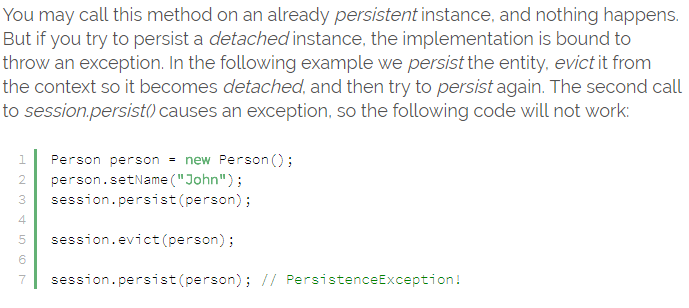 You may call this method on an already persistent instance, and nothing happens.
But if you try to persist a detached instance, the implementation is bound to
throw an exception. In the following example we persist the entity, evict it from
the context so it becomes detached, and then try to persist again. The second call
to session.persist() causes an exception, so the following code will not work:
1 Person person = new Person();
2 person.setName("John");
3 session.persist(person);
4
5 session.evict(person);
6
7 session.persist(person); // PersistenceException!